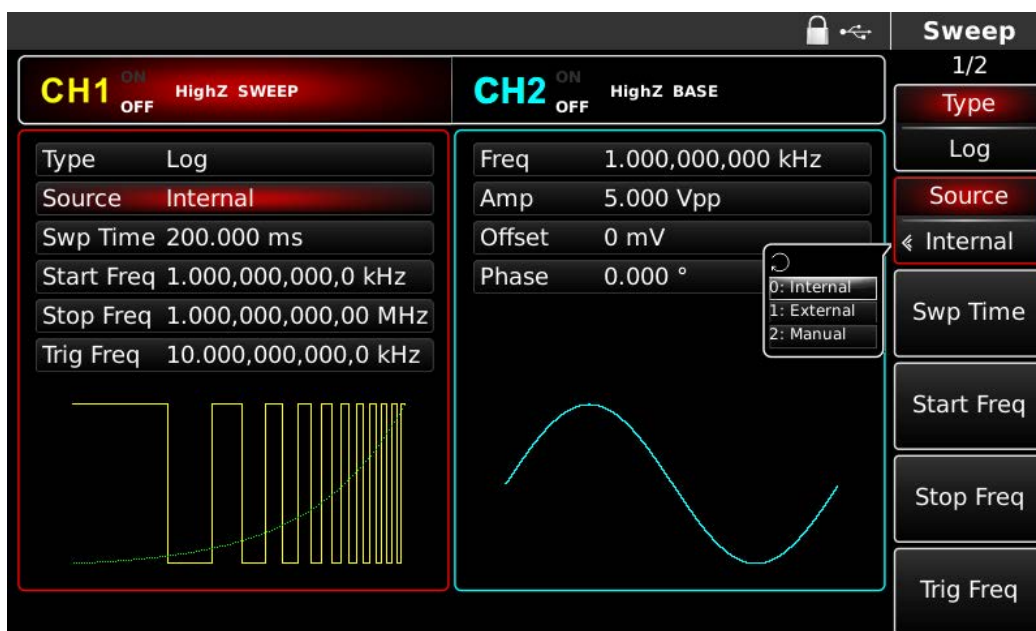 Sweep
CH1 ON OFF HighZ SWEEP
CH2 ON OFF HighZ BASE
Type Log
Source Internal
Swp Time 200.000 ms
Start Freq 1.000,000,000,0 kHz
Stop Freq 1.000,000,000,00 MHz
Trig Freq 10.000,000,000,0 kHz
Freq 1.000,000,000 kHz
Amp 5.000 Vpp
Offset 0 mV
Phase 0.000 °
0: Internal
1: External
2: Manual
1/2
Type
Log
Source
Internal
Swp Time
Start Freq
Stop Freq
Trig Freq